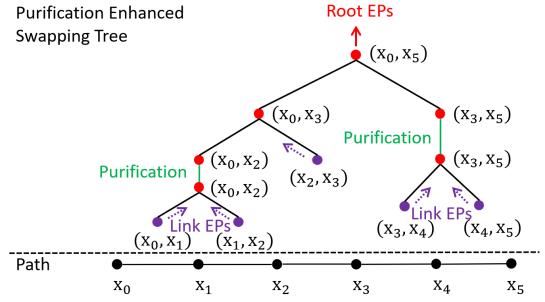 Purification Enhanced
Swapping Tree
Root EPs
(x₀, x₅)
(x₀, x₃)
(x₃, x₅)
Purification
(x₀, x₂)
(x₂, x₃)
(x₃, x₅)
Purification
(x₀, x₂)
Link EPs
(x₀, x₁)
(x₁, x₂)
Link EPs
(x₃, x₄)
(x₄, x₅)
Path
x₀ x₁ x₂ x₃ x₄ x₅